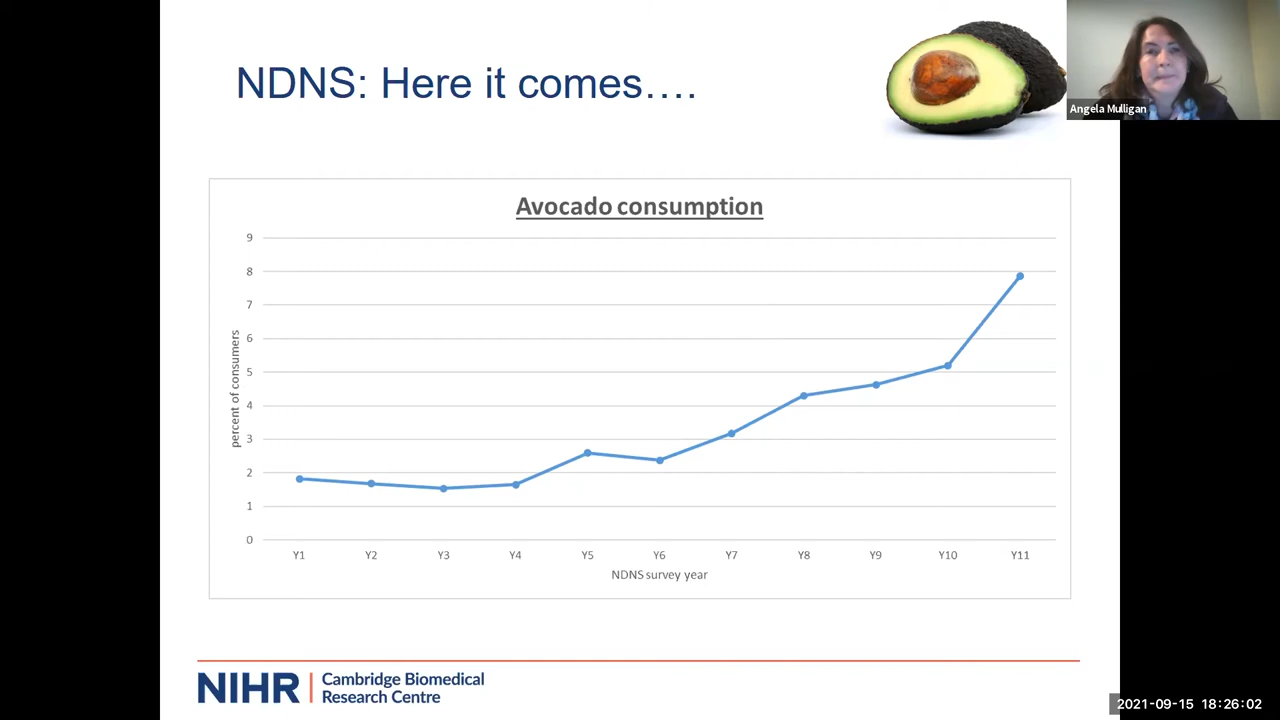 NDNS: Here it comes….
Angela Mulligan
Avocado consumption
9
8
7
6
5
4
3
2
1
0
percent of consumers
Y1 Y2 Y3 Y4 Y5 Y6 Y7 Y8 Y9 Y10 Y11
NDNS survey year
NIHR | Cambridge Biomedical
Research Centre
2021-09-15 18:26:02